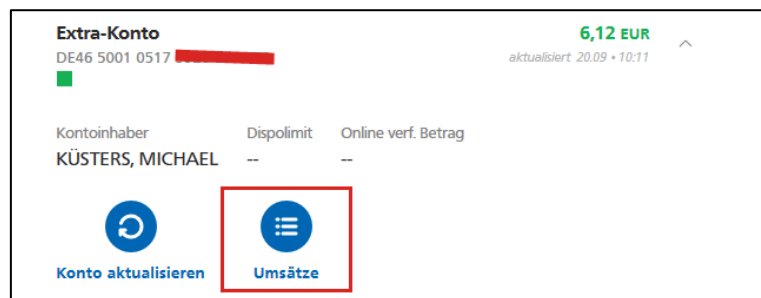 Extra-Konto
6,12 EUR
DE46 5001 0517
aktualisiert 20.09 • 10:11
Kontoinhaber Dispolimit Online verf. Betrag
KÜSTERS, MICHAEL -- --
Konto aktualisieren Umsätze